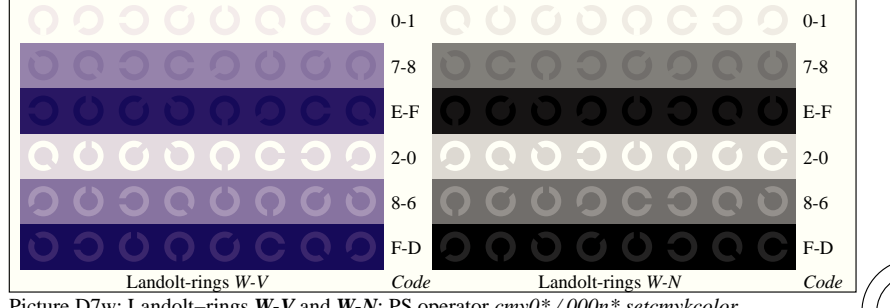 0-1 0-1
7-8 7-8
E-F E-F
2-0 2-0
8-6 8-6
F-D F-D
Landolt-rings W-V Code Landolt-rings W-N Code
Picture D7w: Landolt–rings W-V and W-N; PS operator cmy0* / 000n* setcmykcolor